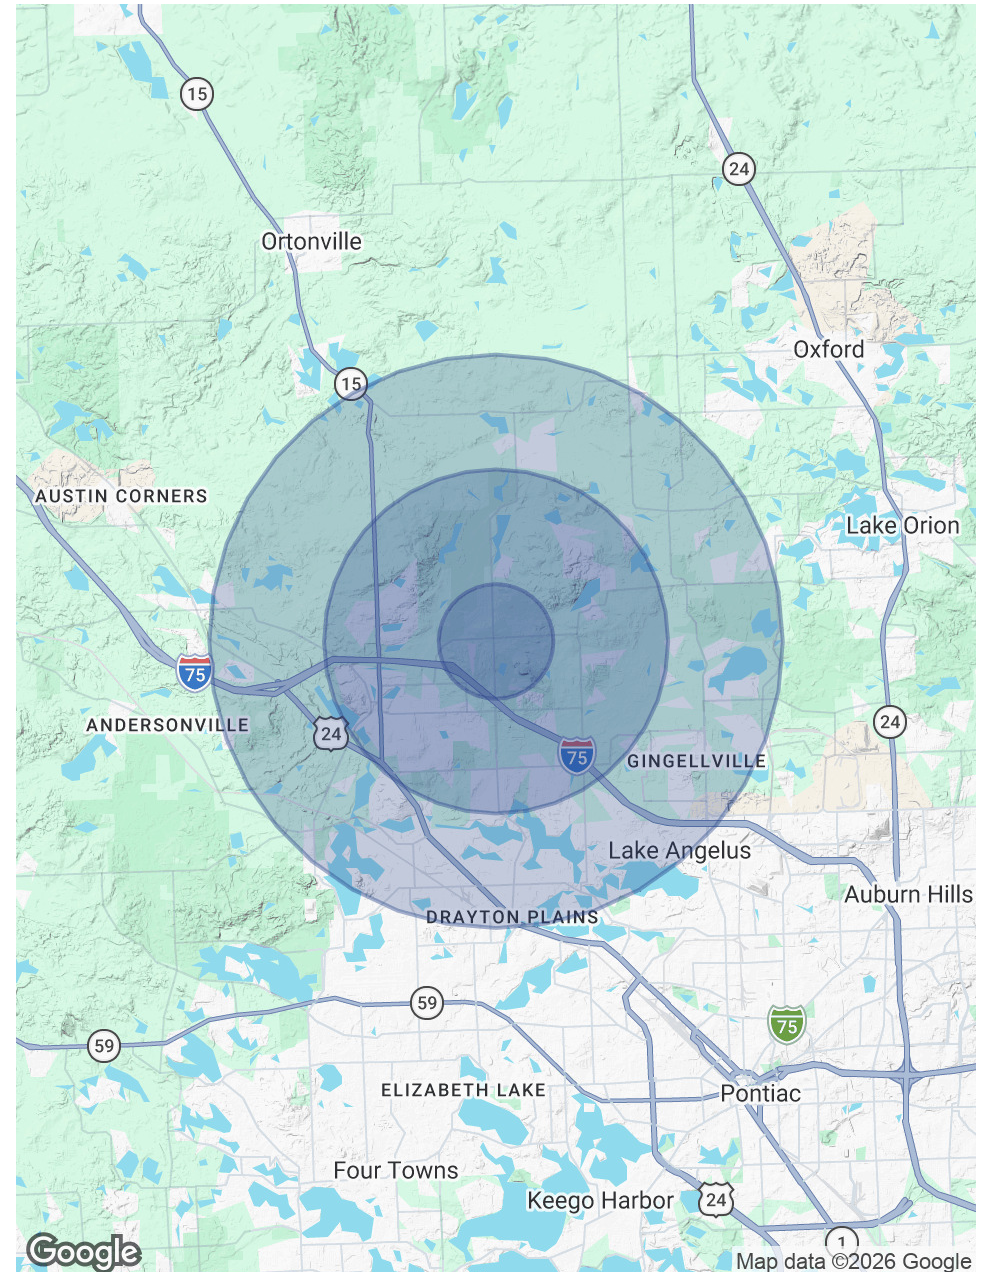 15
24
Ortonville
Oxford
15
AUSTIN CORNERS
Lake Orion
75
ANDERSONVILLE
24
24
75
GINGELLVILLE
Lake Angelus
Auburn Hills
DRAYTON PLAINS
59
75
59
ELIZABETH LAKE
Pontiac
Four Towns
Keego Harbor
24
1
Google
Map data ©2026 Google